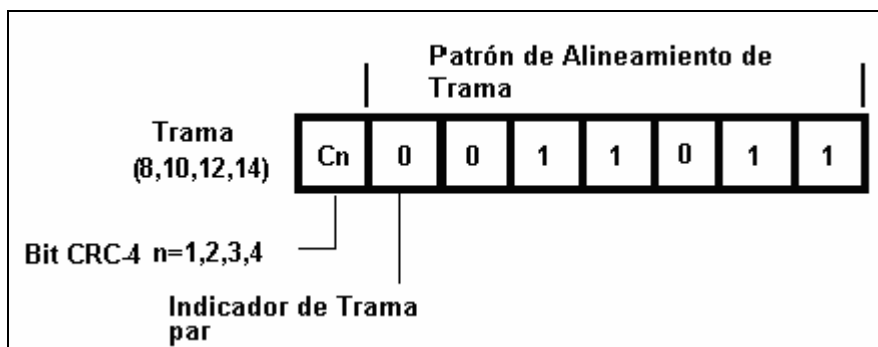 Patrón de Alineamiento de
Trama
Trama
(8,10,12,14)
Cn 0 0 1 1 0 1 1
Bit CRC-4 n=1,2,3,4
Indicador de Trama
par